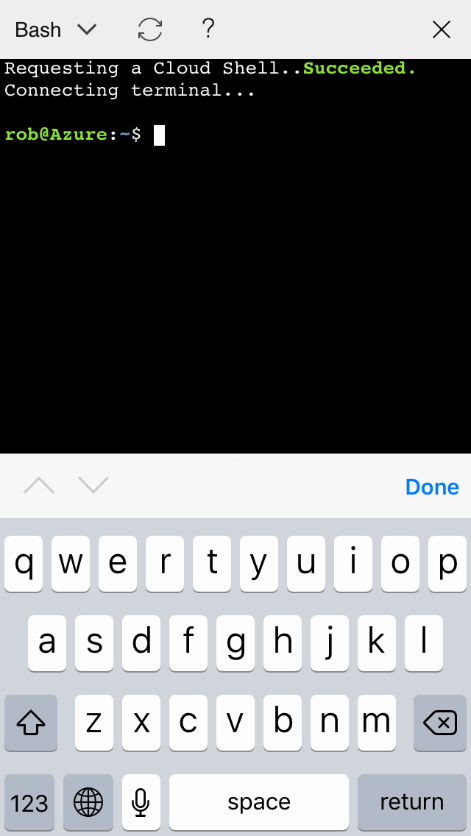 Bash ?
Requesting a Cloud Shell..Succeeded.
Connecting terminal...
rob@Azure:~$
Done
q w e r t y u i o p
a s d f g h j k l
z x c v b n m
123 space return